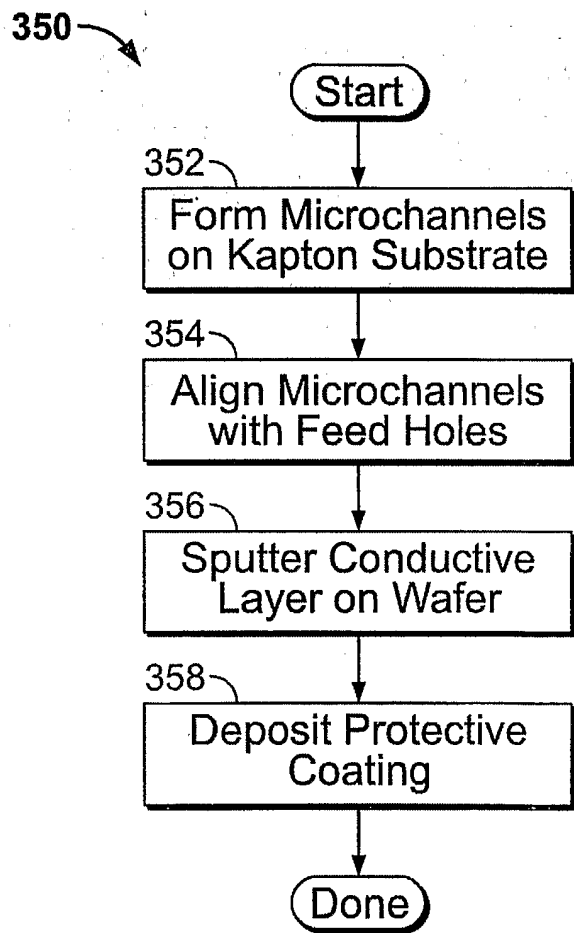 350
Start
352
Form Microchannels
on Kapton Substrate
354
Align Microchannels
with Feed Holes
356
Sputter Conductive
Layer on Wafer
358
Deposit Protective
Coating
Done